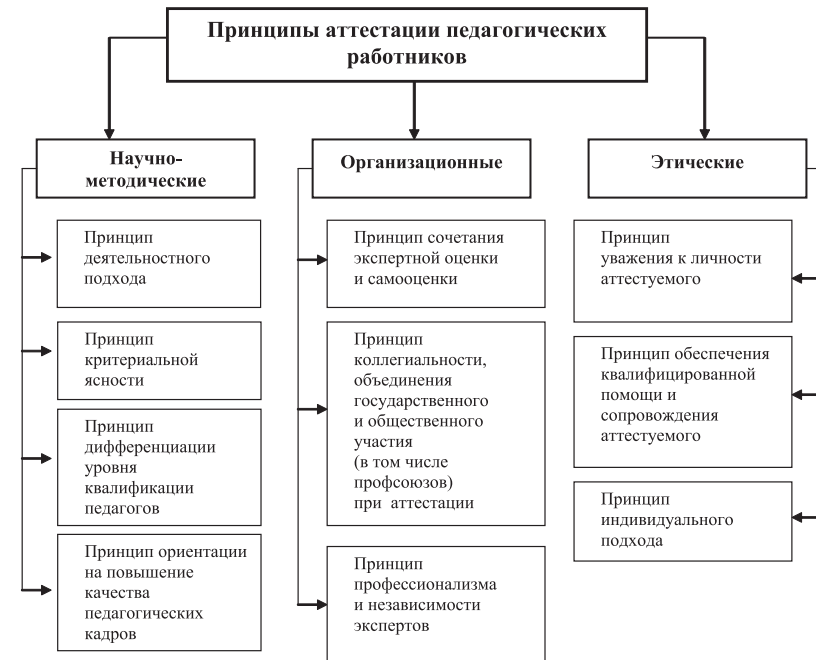 Принципы аттестации педагогических
работников
Научно-
методические
Принцип
деятельностного
подхода
Принцип
критериальной
ясности
Принцип
дифференциации
уровня
квалификации
педагогов
Принцип ориентации
на повышение
качества
педагогических
кадров
Организационные
Принцип сочетания
экспертной оценки
и самооценки
Принцип
коллегиальности,
объединения
государственного
и общественного
участия
(в том числе
профсоюзов)
при аттестации
Принцип
профессионализма
и независимости
экспертов
Этические
Принцип
уважения к личности
аттестуемого
Принцип обеспечения
квалифицированной
помощи и
сопровождения
аттестуемого
Принцип
индивидуального
подхода